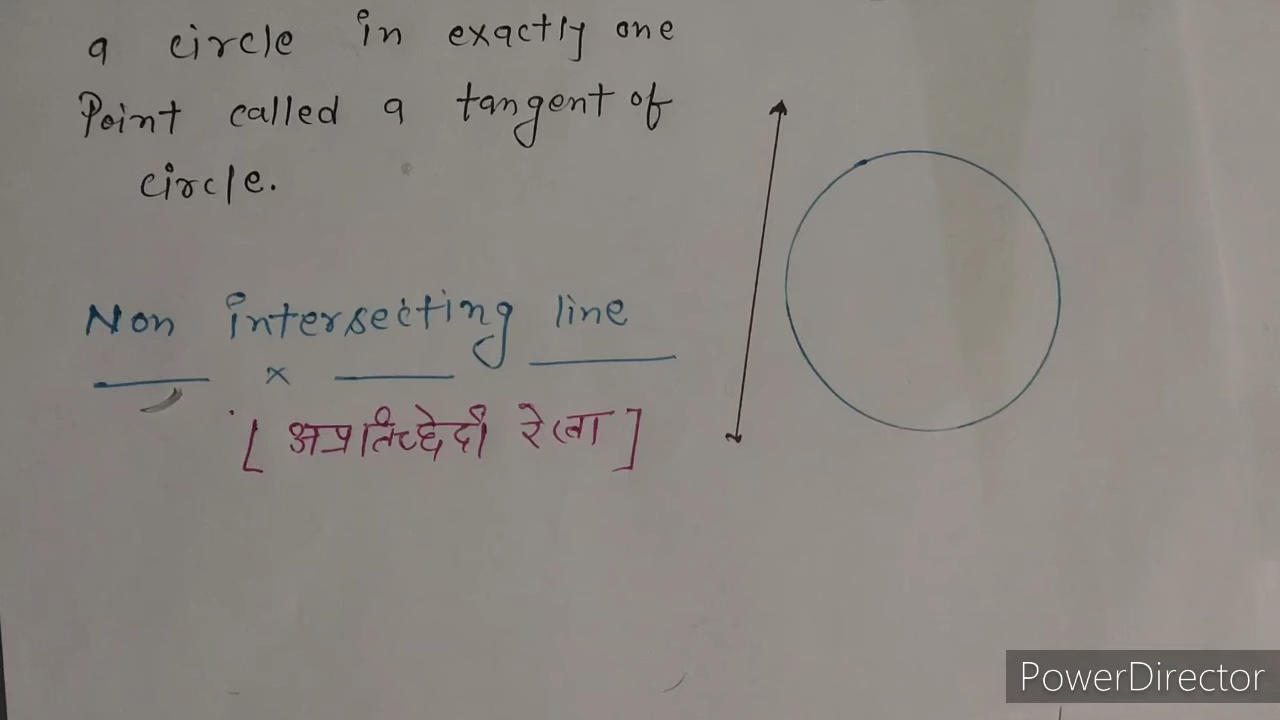 a circle in exactly one
Point called a tangent of
circle.
Non intersecting line
x
[ अप्रतिच्छेदी रेखा ]
PowerDirector